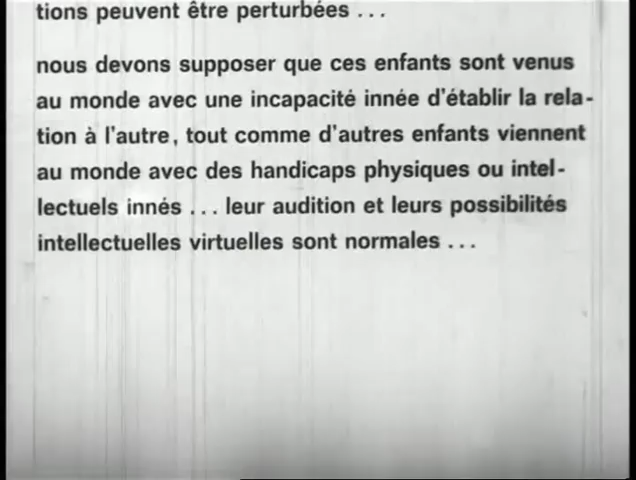 tions peuvent être perturbées ...
nous devons supposer que ces enfants sont venus
au monde avec une incapacité innée d'établir la rela-
tion à l'autre, tout comme d'autres enfants viennent
au monde avec des handicaps physiques ou intel-
lectuels innés ... leur audition et leurs possibilités
intellectuelles virtuelles sont normales ...